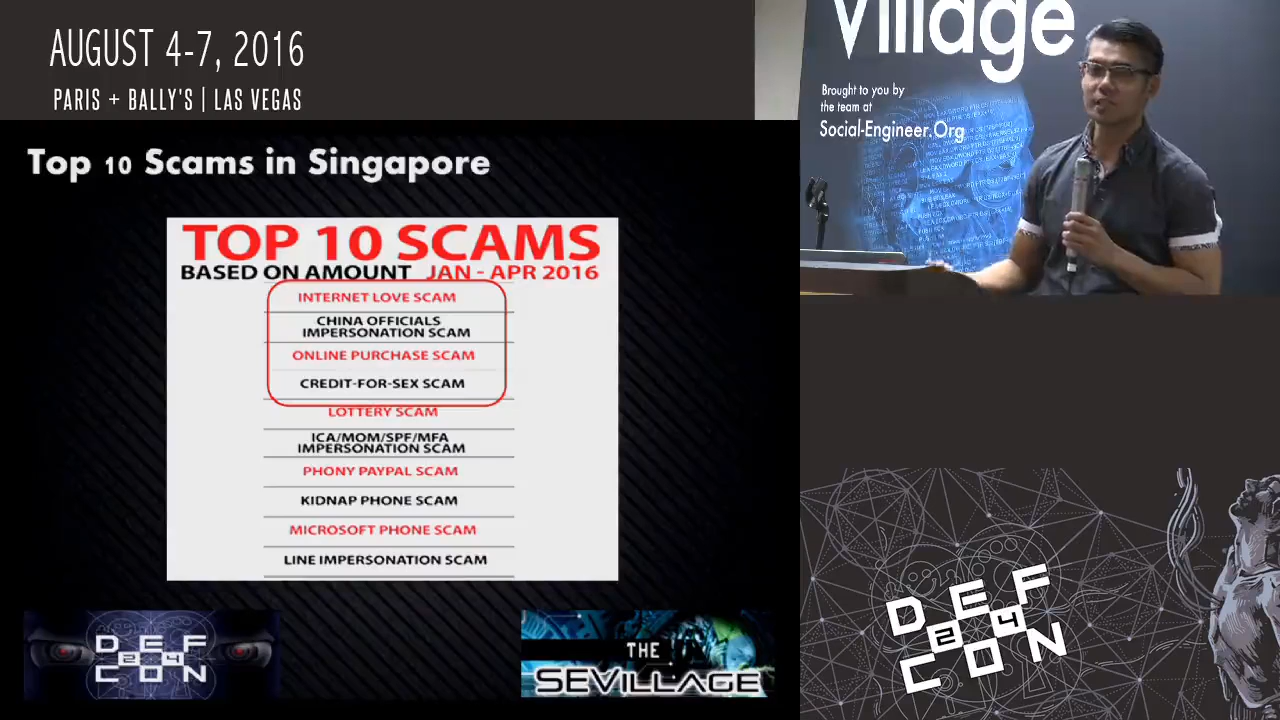 AUGUST 4-7, 2016
PARIS + BALLY'S | LAS VEGAS
Village
Brought to you by
the team at
Social-Engineer.Org
Top 10 Scams in Singapore
TOP 10 SCAMS
BASED ON AMOUNT JAN - APR 2016
INTERNET LOVE SCAM
CHINA OFFICIALS
IMPERSONATION SCAM
ONLINE PURCHASE SCAM
CREDIT-FOR-SEX SCAM
LOTTERY SCAM
ICA/MOM/SPF/MFA
IMPERSONATION SCAM
PHONY PAYPAL SCAM
KIDNAP PHONE SCAM
MICROSOFT PHONE SCAM
LINE IMPERSONATION SCAM
DEF
24
CON
THE
SEVILLAGE
DEF
24
CON